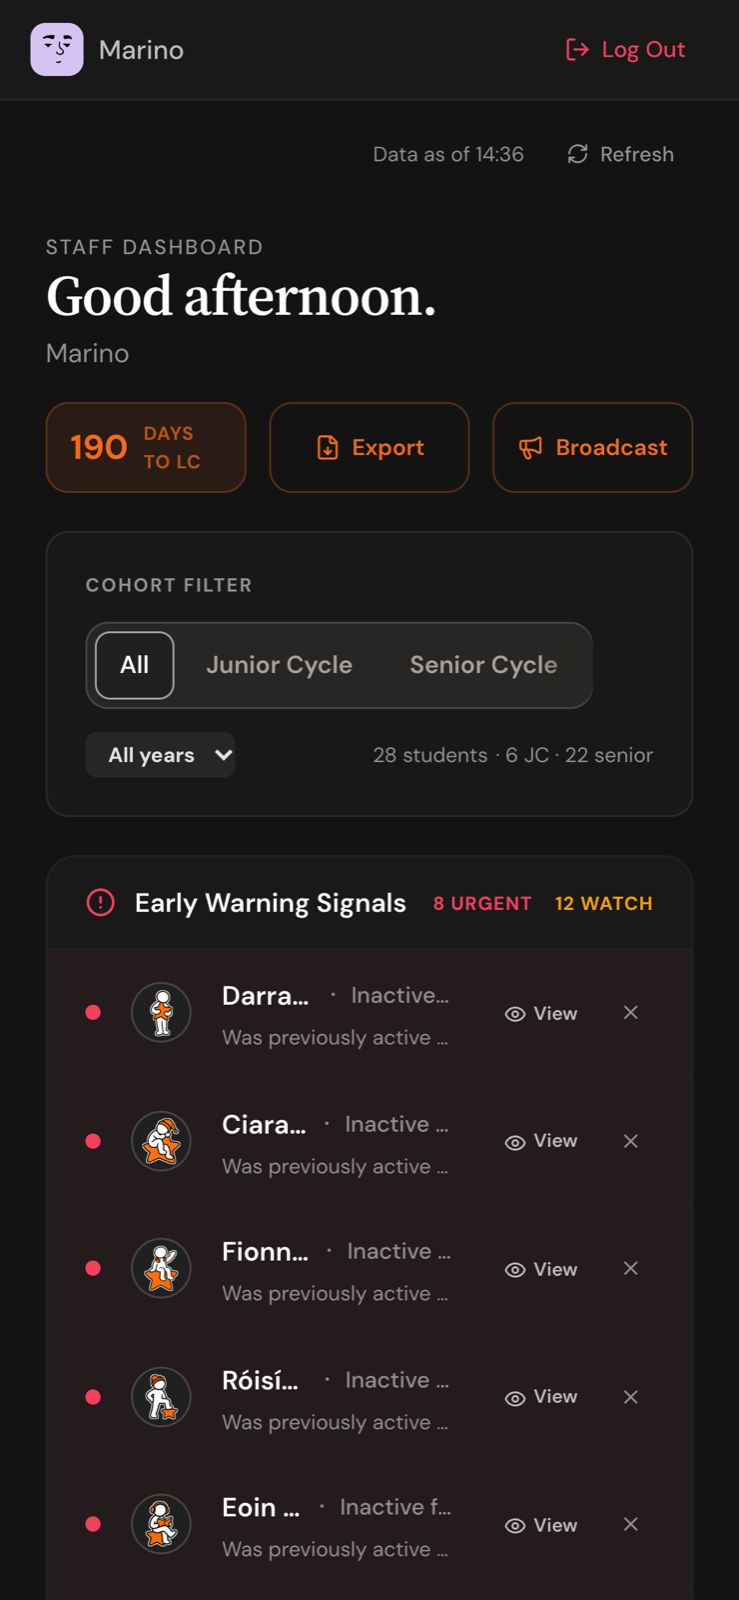 Marino
Log Out
Data as of 14:36
Refresh
STAFF DASHBOARD
Good afternoon.
Marino
190 DAYS TO LC
Export
Broadcast
COHORT FILTER
All
Junior Cycle
Senior Cycle
All years
28 students · 6 JC · 22 senior
Early Warning Signals
8 URGENT
12 WATCH
Darra... · Inactive...
Was previously active ...
View
Ciara... · Inactive ...
Was previously active ...
View
Fionn... · Inactive ...
Was previously active ...
View
Róisí... · Inactive ...
Was previously active ...
View
Eoin ... · Inactive f...
Was previously active ...
View